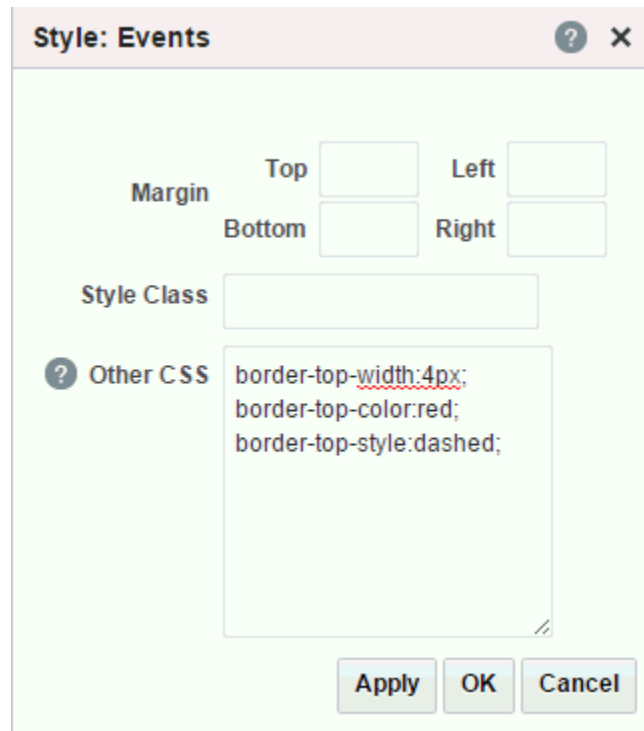 Style: Events ? ×
Top Left
Margin
Bottom Right
Style Class
? Other CSS border-top-width:4px;
border-top-color:red;
border-top-style:dashed;
Apply OK Cancel